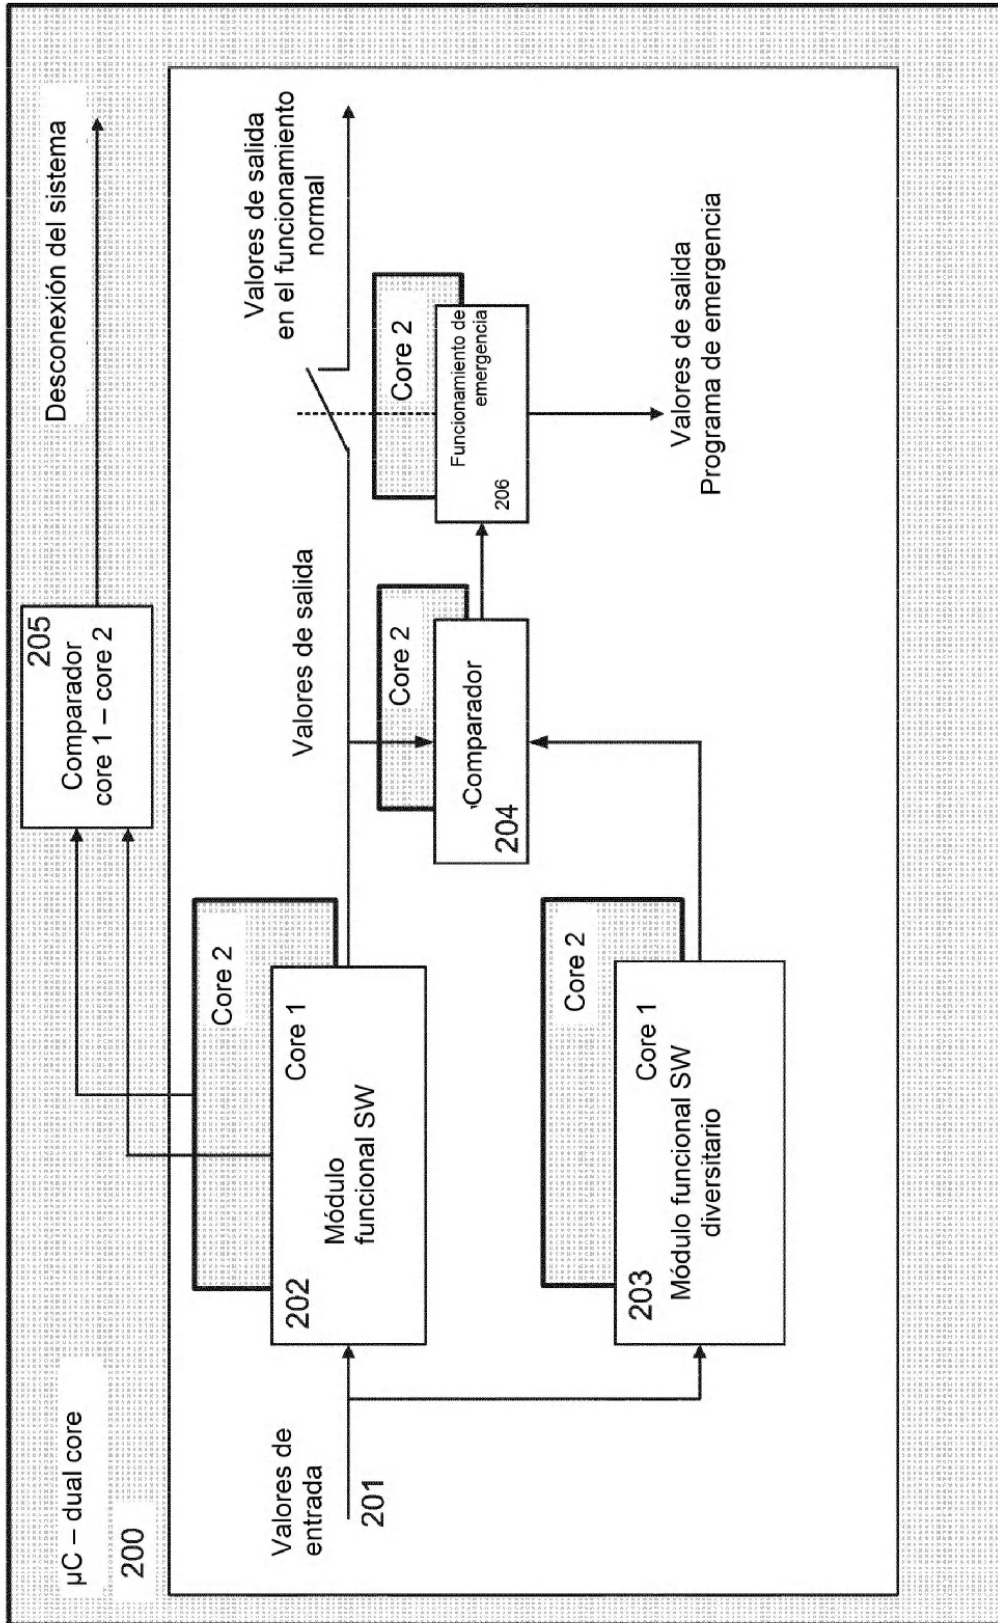 µC – dual core
200
205
Comparador
core 1 – core 2
Desconexión del sistema
Valores de
entrada
201
Core 2
Core 1
202
Módulo
funcional SW
Core 2
Core 1
203
Módulo funcional SW
diversitario
Valores de salida
Core 2
Comparador
204
Core 2
Funcionamiento de
emergencia
206
Valores de salida
en el funcionamiento
normal
Valores de salida
Programa de emergencia